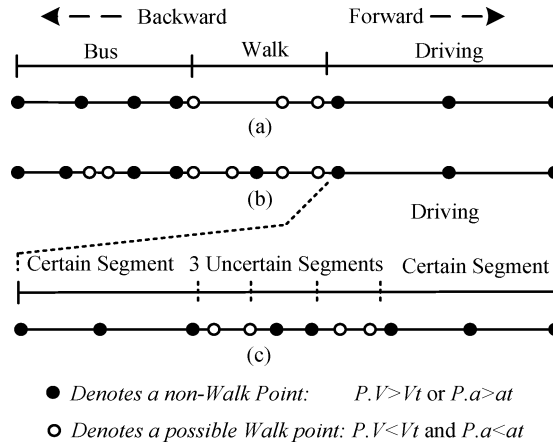 Backward Forward
Bus Walk Driving
(a)
(b)
Driving
Certain Segment 3 Uncertain Segments Certain Segment
(c)
Denotes a non-Walk Point: P.V>Vt or P.a>at
Denotes a possible Walk point: P.V<Vt and P.a<at